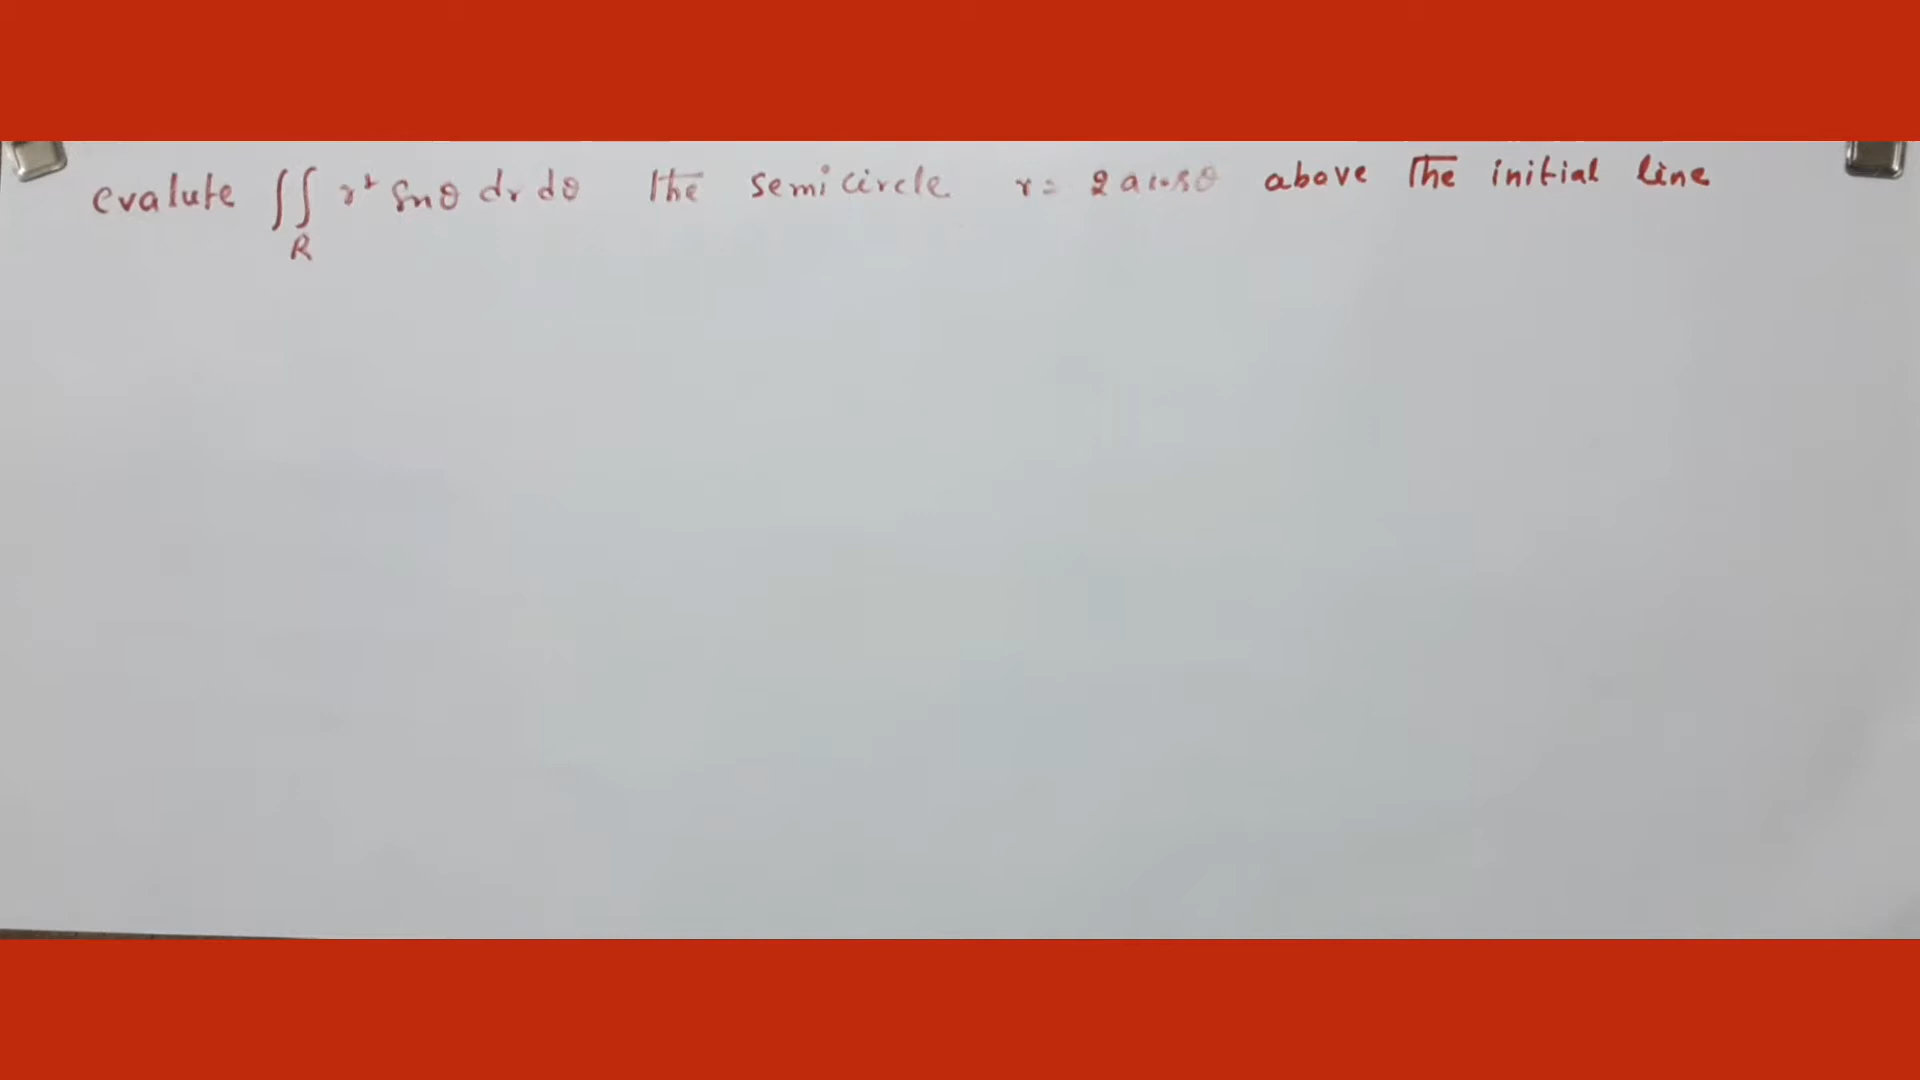 evalute ∬ r² sinθ dr dθ the semicircle r = 2acosθ above the initial line
R